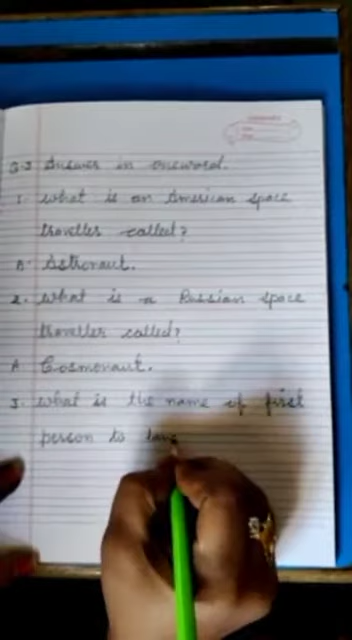 Q.2 Answer in oneword.
1. What is an American space
traveller called?
A. Astronaut.
2. What is a Russian space
traveller called?
A Cosmonaut.
3. What is the name of first
person to